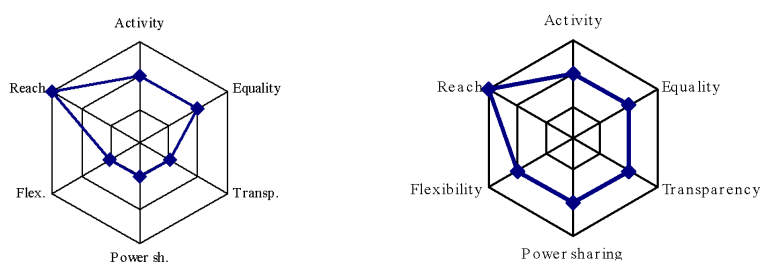 Activity
Reach
Equality
Flex.
Transp.
Power sh.
Activity
Reach
Equality
Flexibility
Transparency
Power sharing